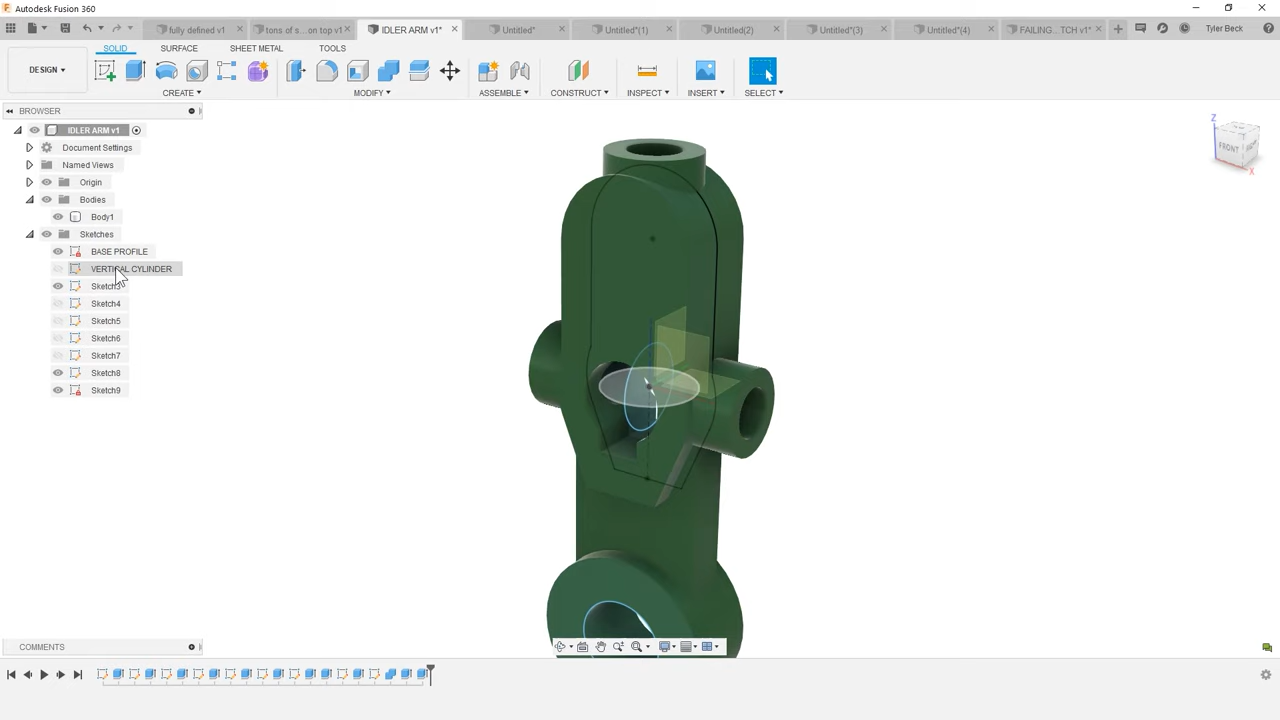 Autodesk Fusion 360
fully defined v1
tons of s...on top v1*
IDLER ARM v1*
Untitled*
Untitled*(1)
Untitled(2)
Untitled*(3)
Untitled*(4)
FAILING... TCH v1*
Tyler Beck
SOLID
SURFACE
SHEET METAL
TOOLS
DESIGN
CREATE
MODIFY
ASSEMBLE
CONSTRUCT
INSPECT
INSERT
SELECT
BROWSER
IDLER ARM v1
Document Settings
Named Views
Origin
Bodies
Body1
Sketches
BASE PROFILE
VERTICAL CYLINDER
Sketch3
Sketch4
Sketch5
Sketch6
Sketch7
Sketch8
Sketch9
Z
FRONT
X
COMMENTS